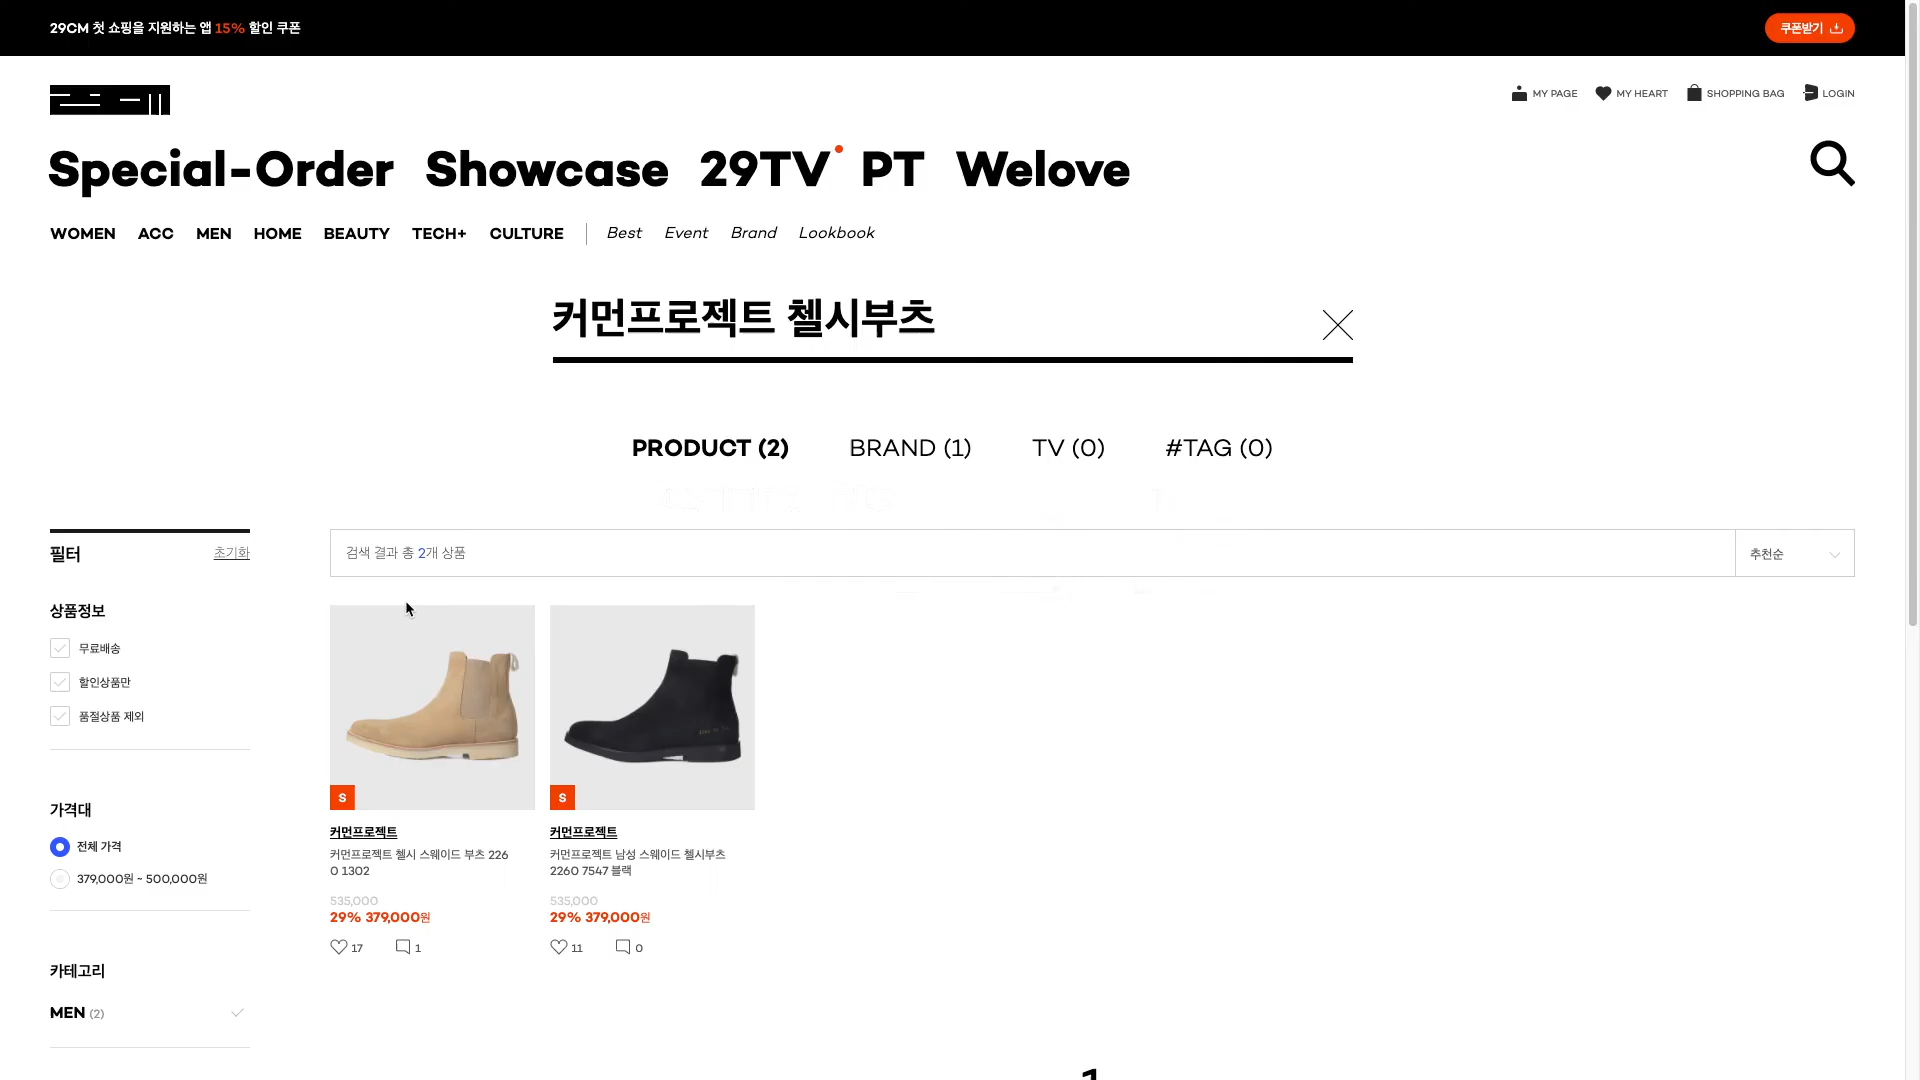 29CM 첫 쇼핑을 지원하는 앱 15% 할인 쿠폰
쿠폰받기
MY PAGE
MY HEART
SHOPPING BAG
LOGIN
Special-Order Showcase 29TV PT Welove
WOMEN ACC MEN HOME BEAUTY TECH+ CULTURE Best Event Brand Lookbook
커먼프로젝트 첼시부츠
PRODUCT (2) BRAND (1) TV (0) #TAG (0)
필터 초기화
검색 결과 총 2개 상품
추천순
상품정보
무료배송
할인상품만
품절상품 제외
가격대
전체 가격
379,000원 ~ 500,000원
카테고리
MEN (2)
S
커먼프로젝트
커먼프로젝트 첼시 스웨이드 부츠 226
0 1302
535,000
29% 379,000원
17 1
S
커먼프로젝트
커먼프로젝트 남성 스웨이드 첼시부츠
2260 7547 블랙
535,000
29% 379,000원
11 0
1